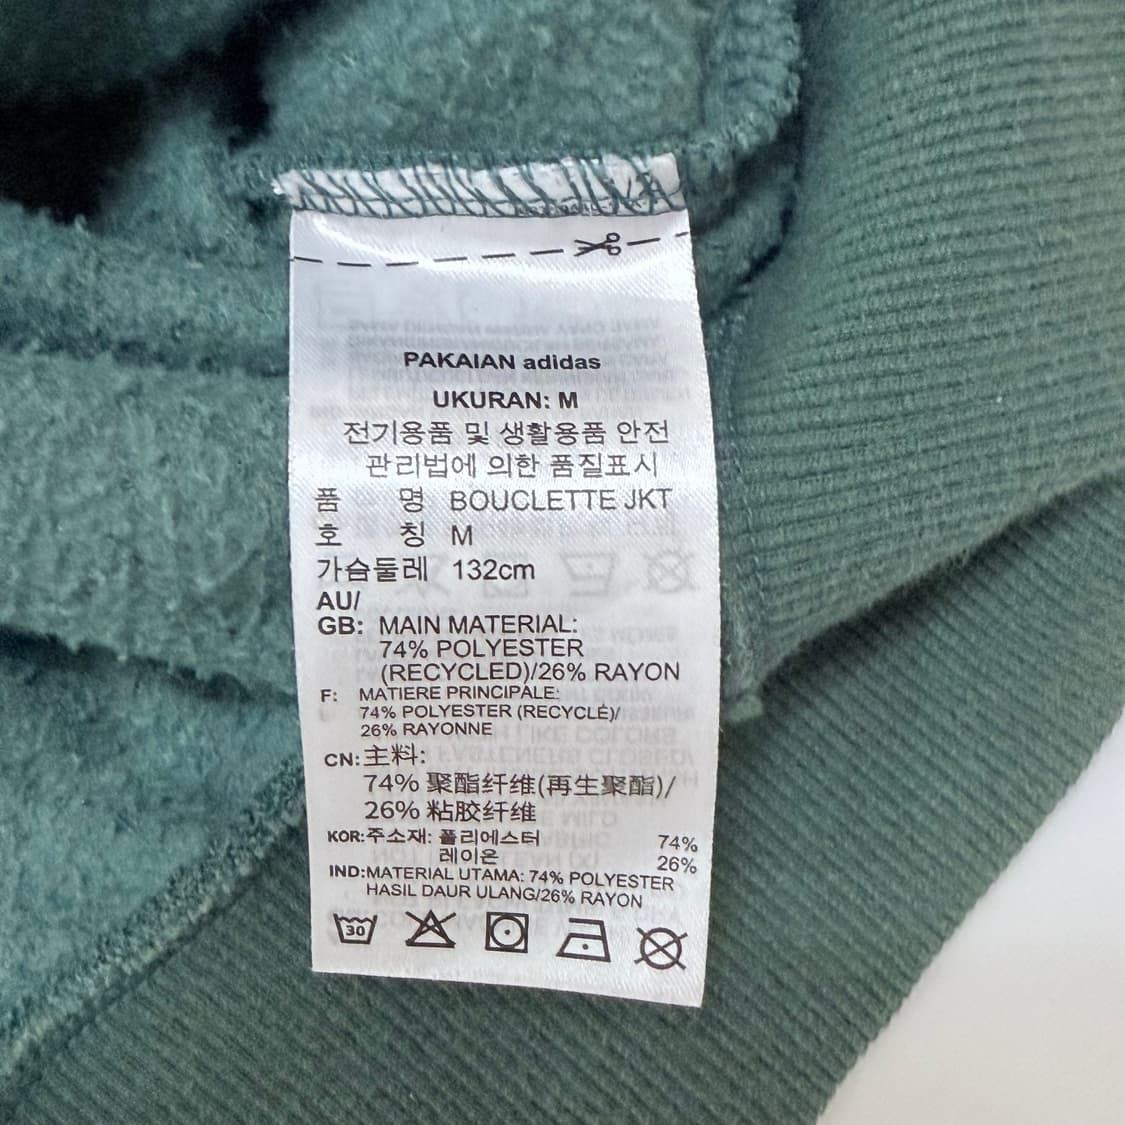 PAKAIAN adidas
UKURAN: M
전기용품 및 생활용품 안전
관리법에 의한 품질표시
품 명 BOUCLETTE JKT
호 칭 M
가슴둘레 132cm
AU/
GB: MAIN MATERIAL:
74% POLYESTER
(RECYCLED)/26% RAYON
F: MATIERE PRINCIPALE:
74% POLYESTER (RECYCLÉ)/
26% RAYONNE
CN: 主料:
74% 聚酯纤维(再生聚酯)/
26% 粘胶纤维
KOR: 주소재: 폴리에스터 74%
레이온 26%
IND: MATERIAL UTAMA: 74% POLYESTER
HASIL DAUR ULANG/26% RAYON
30